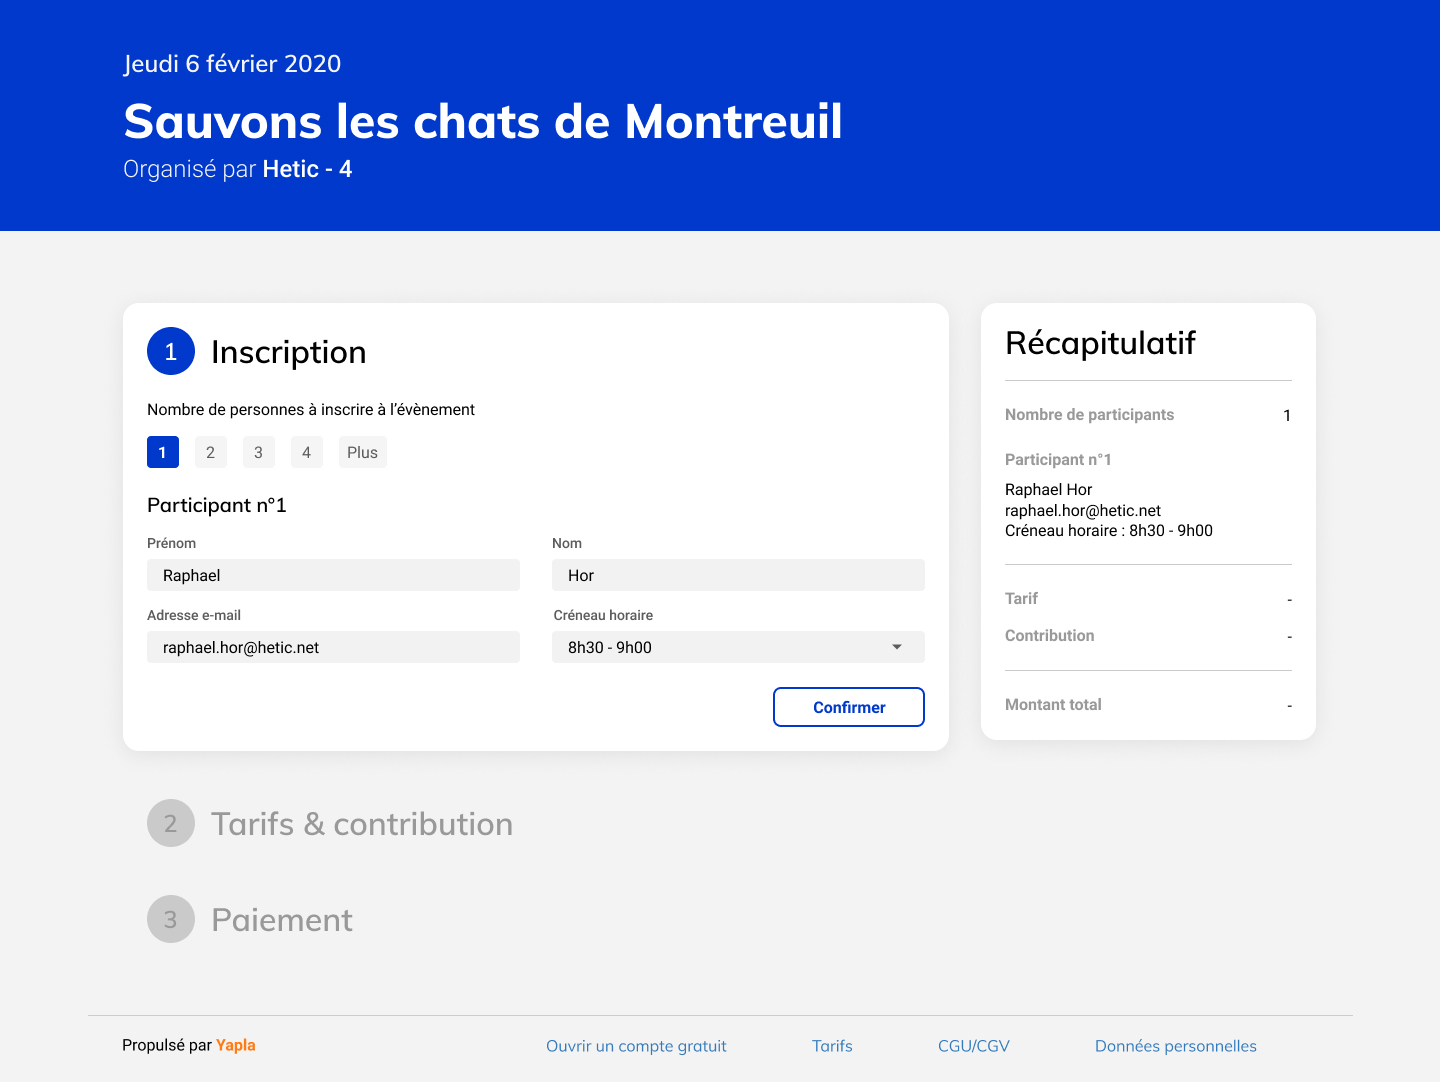 Jeudi 6 février 2020
Sauvons les chats de Montreuil
Organisé par Hetic - 4
1 Inscription
Nombre de personnes à inscrire à l’évènement
1 2 3 4 Plus
Participant n°1
Prénom Nom
Raphael Hor
Adresse e-mail Créneau horaire
raphael.hor@hetic.net 8h30 - 9h00
Confirmer
Récapitulatif
Nombre de participants 1
Participant n°1
Raphael Hor
raphael.hor@hetic.net
Créneau horaire : 8h30 - 9h00
Tarif -
Contribution -
Montant total -
2 Tarifs & contribution
3 Paiement
Propulsé par Yapla Ouvrir un compte gratuit Tarifs CGU/CGV Données personnelles